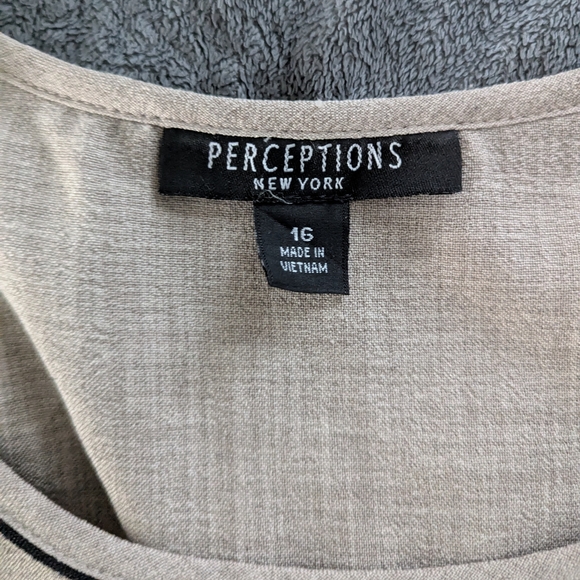 PERCEPTIONS
NEW YORK
16
MADE IN
VIETNAM